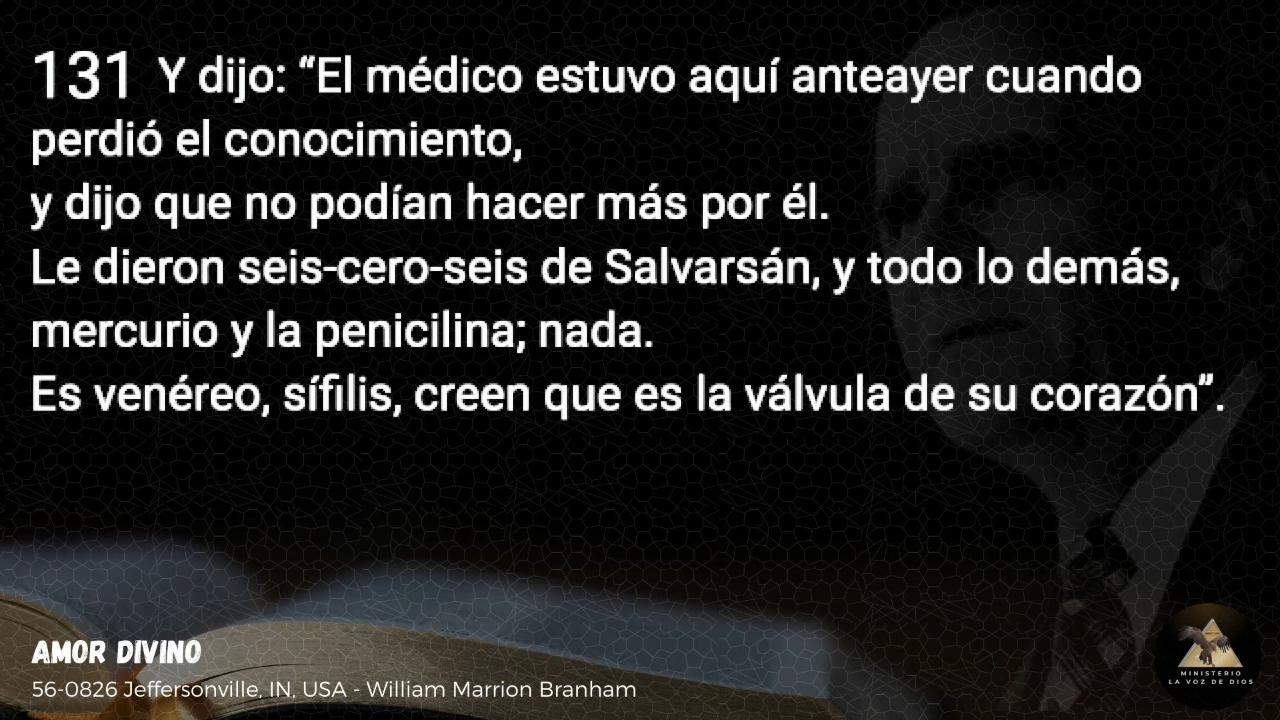 131 Y dijo: “El médico estuvo aquí anteayer cuando
perdió el conocimiento,
y dijo que no podían hacer más por él.
Le dieron seis-cero-seis de Salvarsán, y todo lo demás,
mercurio y la penicilina; nada.
Es venéreo, sífilis, creen que es la válvula de su corazón”.
AMOR DIVINO
56-0826 Jeffersonville, IN, USA - William Marrion Branham
MINISTERIO
LA VOZ DE DIOS